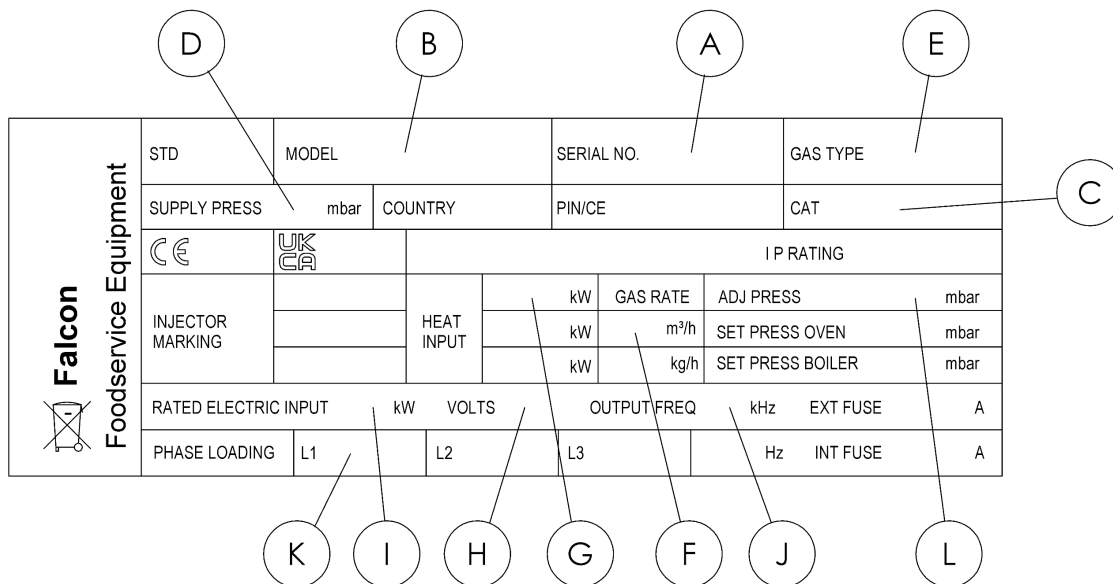 D B A E
Falcon
Foodservice Equipment
STD MODEL SERIAL NO. GAS TYPE
C
SUPPLY PRESS mbar COUNTRY PIN/CE CAT
CE UK
CA
I P RATING
INJECTOR
MARKING
HEAT
INPUT
kW GAS RATE ADJ PRESS mbar
kW m³/h SET PRESS OVEN mbar
kW kg/h SET PRESS BOILER mbar
RATED ELECTRIC INPUT kW VOLTS OUTPUT FREQ kHz EXT FUSE A
PHASE LOADING L1 L2 L3 Hz INT FUSE A
K I H G F J L